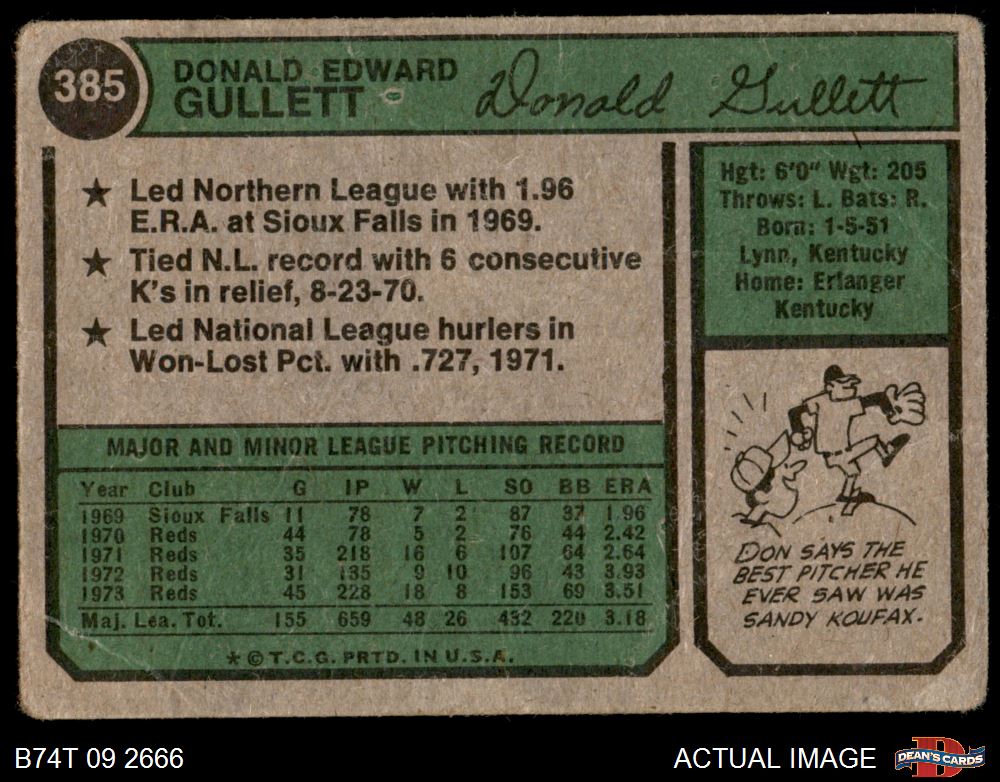 385
DONALD EDWARD
GULLETT
Donald Gullett
★ Led Northern League with 1.96
E.R.A. at Sioux Falls in 1969.
★ Tied N.L. record with 6 consecutive
K's in relief, 8-23-70.
★ Led National League hurlers in
Won-Lost Pct. with .727, 1971.
MAJOR AND MINOR LEAGUE PITCHING RECORD
Year Club G IP W L SO BB ERA
1969 Sioux Falls 11 78 7 2 87 37 1.96
1970 Reds 44 78 5 2 76 44 2.42
1971 Reds 35 218 16 6 107 64 2.64
1972 Reds 31 135 9 10 96 43 3.93
1973 Reds 45 228 18 8 153 69 3.51
Maj. Lea. Tot. 155 659 48 26 432 220 3.18
* © T.C.G. PRTD. IN U.S.A.
Hgt: 6'0" Wgt: 205
Throws: L. Bats: R.
Born: 1-5-51
Lynn, Kentucky
Home: Erlanger
Kentucky
DON SAYS THE
BEST PITCHER HE
EVER SAW WAS
SANDY KOUFAX.
B74T 09 2666
ACTUAL IMAGE
DEAN'S CARDS